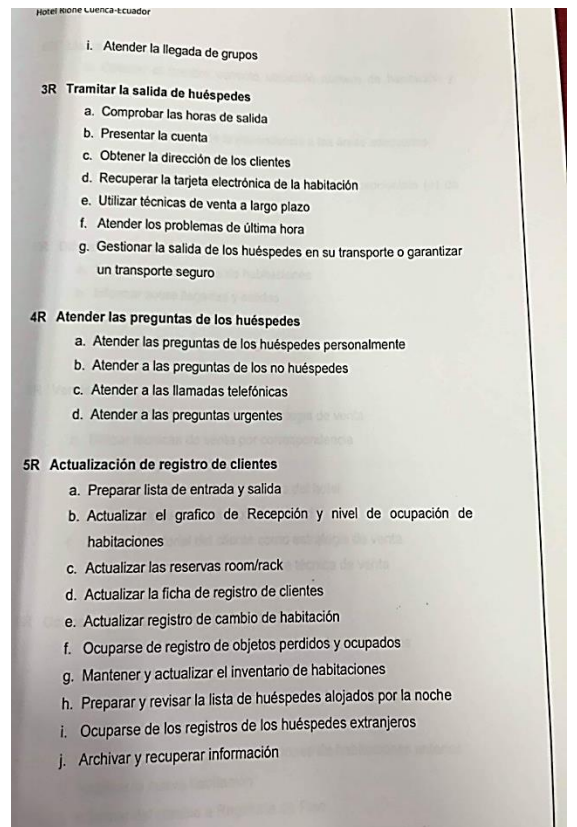 Hotel Rione Cuenca-Ecuador
i. Atender la llegada de grupos
3R Tramitar la salida de huéspedes
a. Comprobar las horas de salida
b. Presentar la cuenta
c. Obtener la dirección de los clientes
d. Recuperar la tarjeta electrónica de la habitación
e. Utilizar técnicas de venta a largo plazo
f. Atender los problemas de última hora
g. Gestionar la salida de los huéspedes en su transporte o garantizar
un transporte seguro
4R Atender las preguntas de los huéspedes
a. Atender las preguntas de los huéspedes personalmente
b. Atender a las preguntas de los no huéspedes
c. Atender a las llamadas telefónicas
d. Atender a las preguntas urgentes
5R Actualización de registro de clientes
a. Preparar lista de entrada y salida
b. Actualizar el grafico de Recepción y nivel de ocupación de
habitaciones
c. Actualizar las reservas room/rack
d. Actualizar la ficha de registro de clientes
e. Actualizar registro de cambio de habitación
f. Ocuparse de registro de objetos perdidos y ocupados
g. Mantener y actualizar el inventario de habitaciones
h. Preparar y revisar la lista de huéspedes alojados por la noche
i. Ocuparse de los registros de los huéspedes extranjeros
j. Archivar y recuperar información